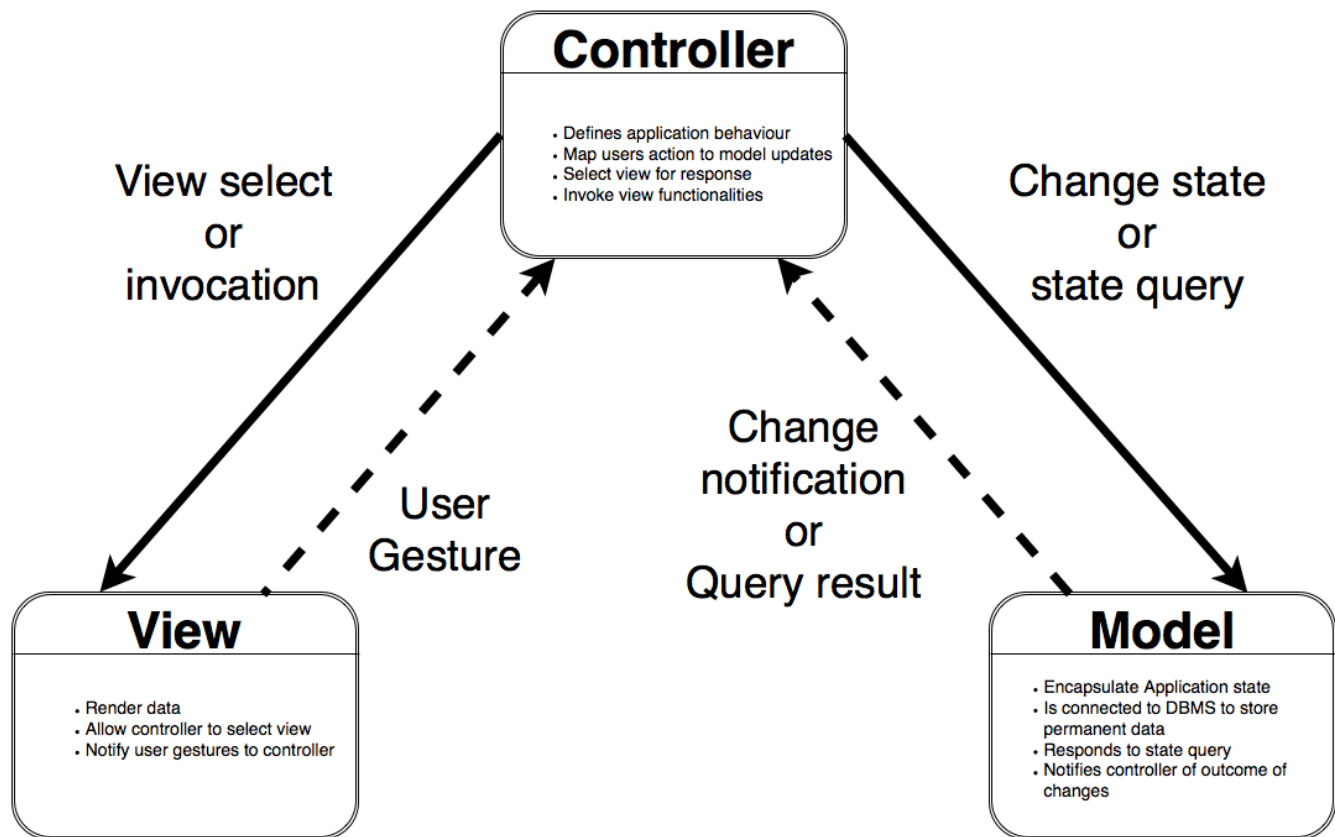 Controller
• Defines application behaviour
• Map users action to model updates
• Select view for response
• Invoke view functionalities
View select
or
invocation
Change state
or
state query
User
Gesture
Change
notification
or
Query result
View
• Render data
• Allow controller to select view
• Notify user gestures to controller
Model
• Encapsulate Application state
• Is connected to DBMS to store
permanent data
• Responds to state query
• Notifies controller of outcome of
changes